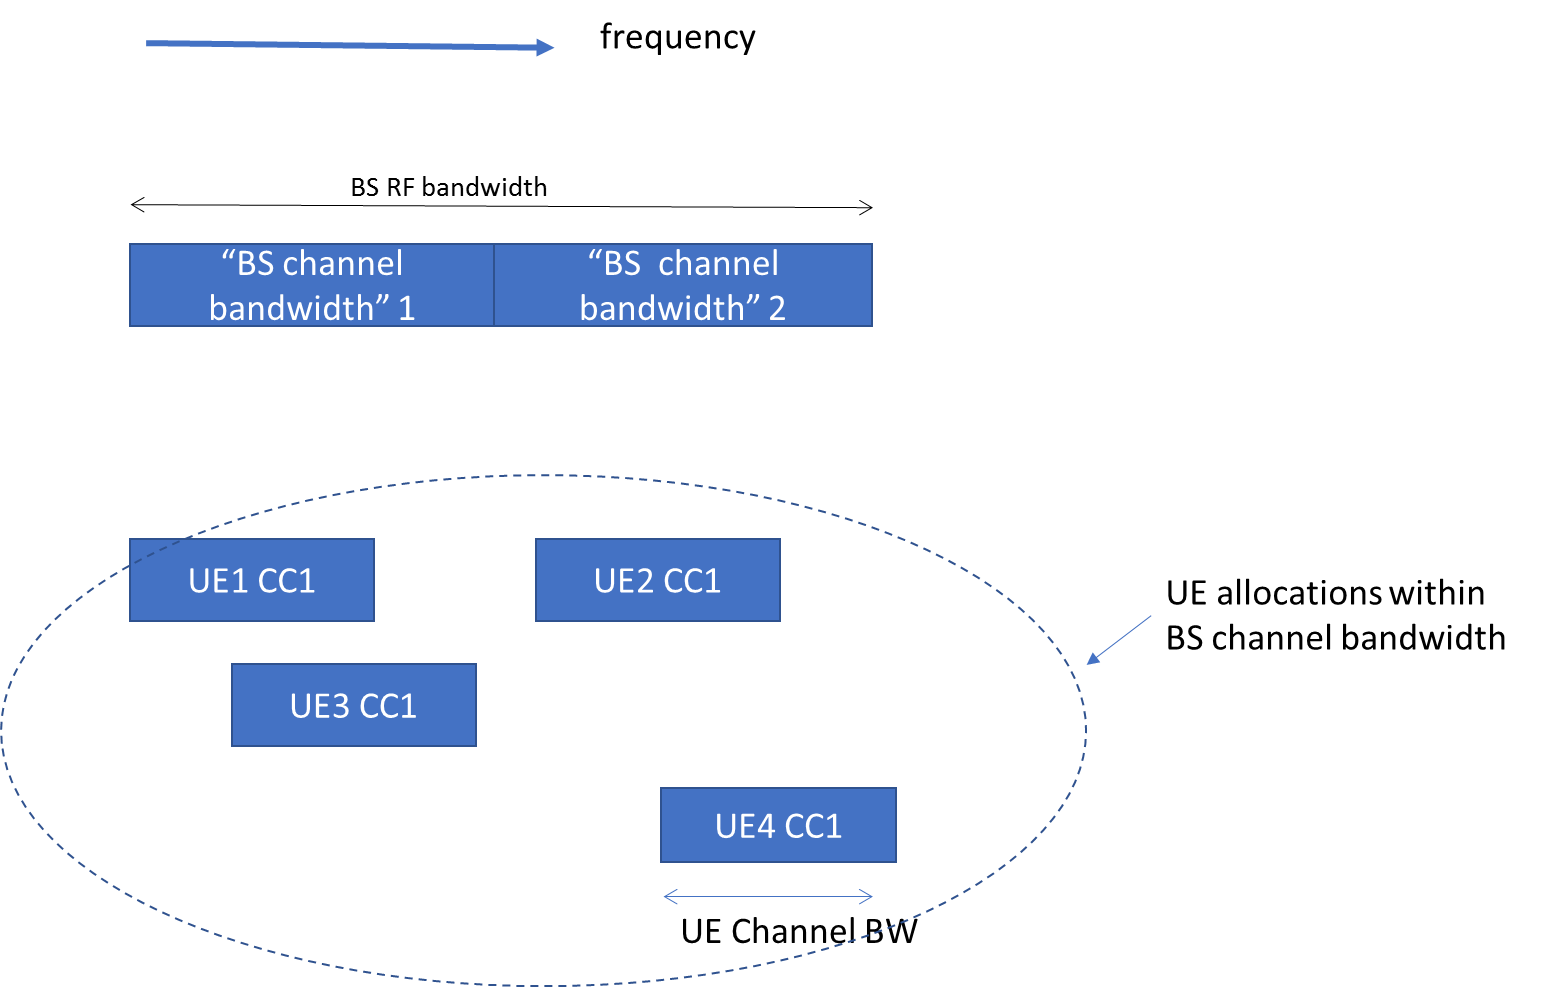 frequency
BS RF bandwidth
“BS channel
bandwidth” 1
“BS  channel
bandwidth” 2
UE1 CC1
UE2 CC1
UE allocations within
BS channel bandwidth
UE3 CC1
UE4 CC1
UE Channel BW